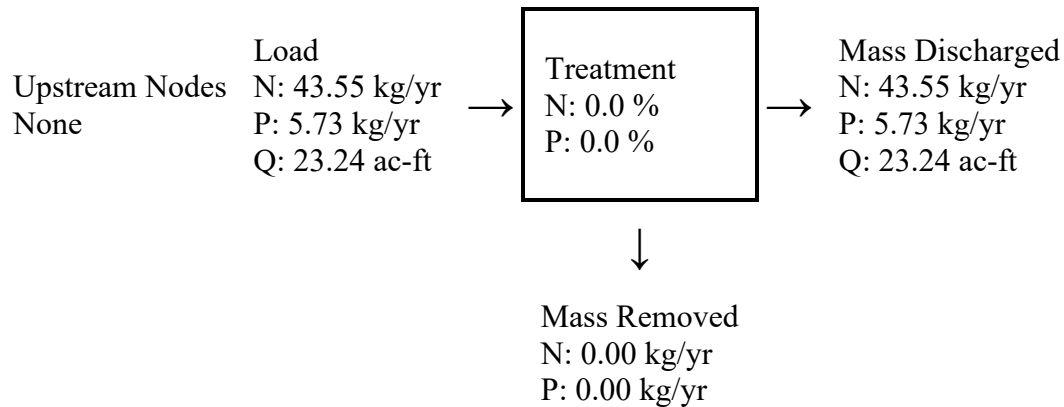 Upstream Nodes
None
Load
N: 43.55 kg/yr
P: 5.73 kg/yr
Q: 23.24 ac-ft
→
Treatment
N: 0.0 %
P: 0.0 %
→
Mass Discharged
N: 43.55 kg/yr
P: 5.73 kg/yr
Q: 23.24 ac-ft
↓
Mass Removed
N: 0.00 kg/yr
P: 0.00 kg/yr